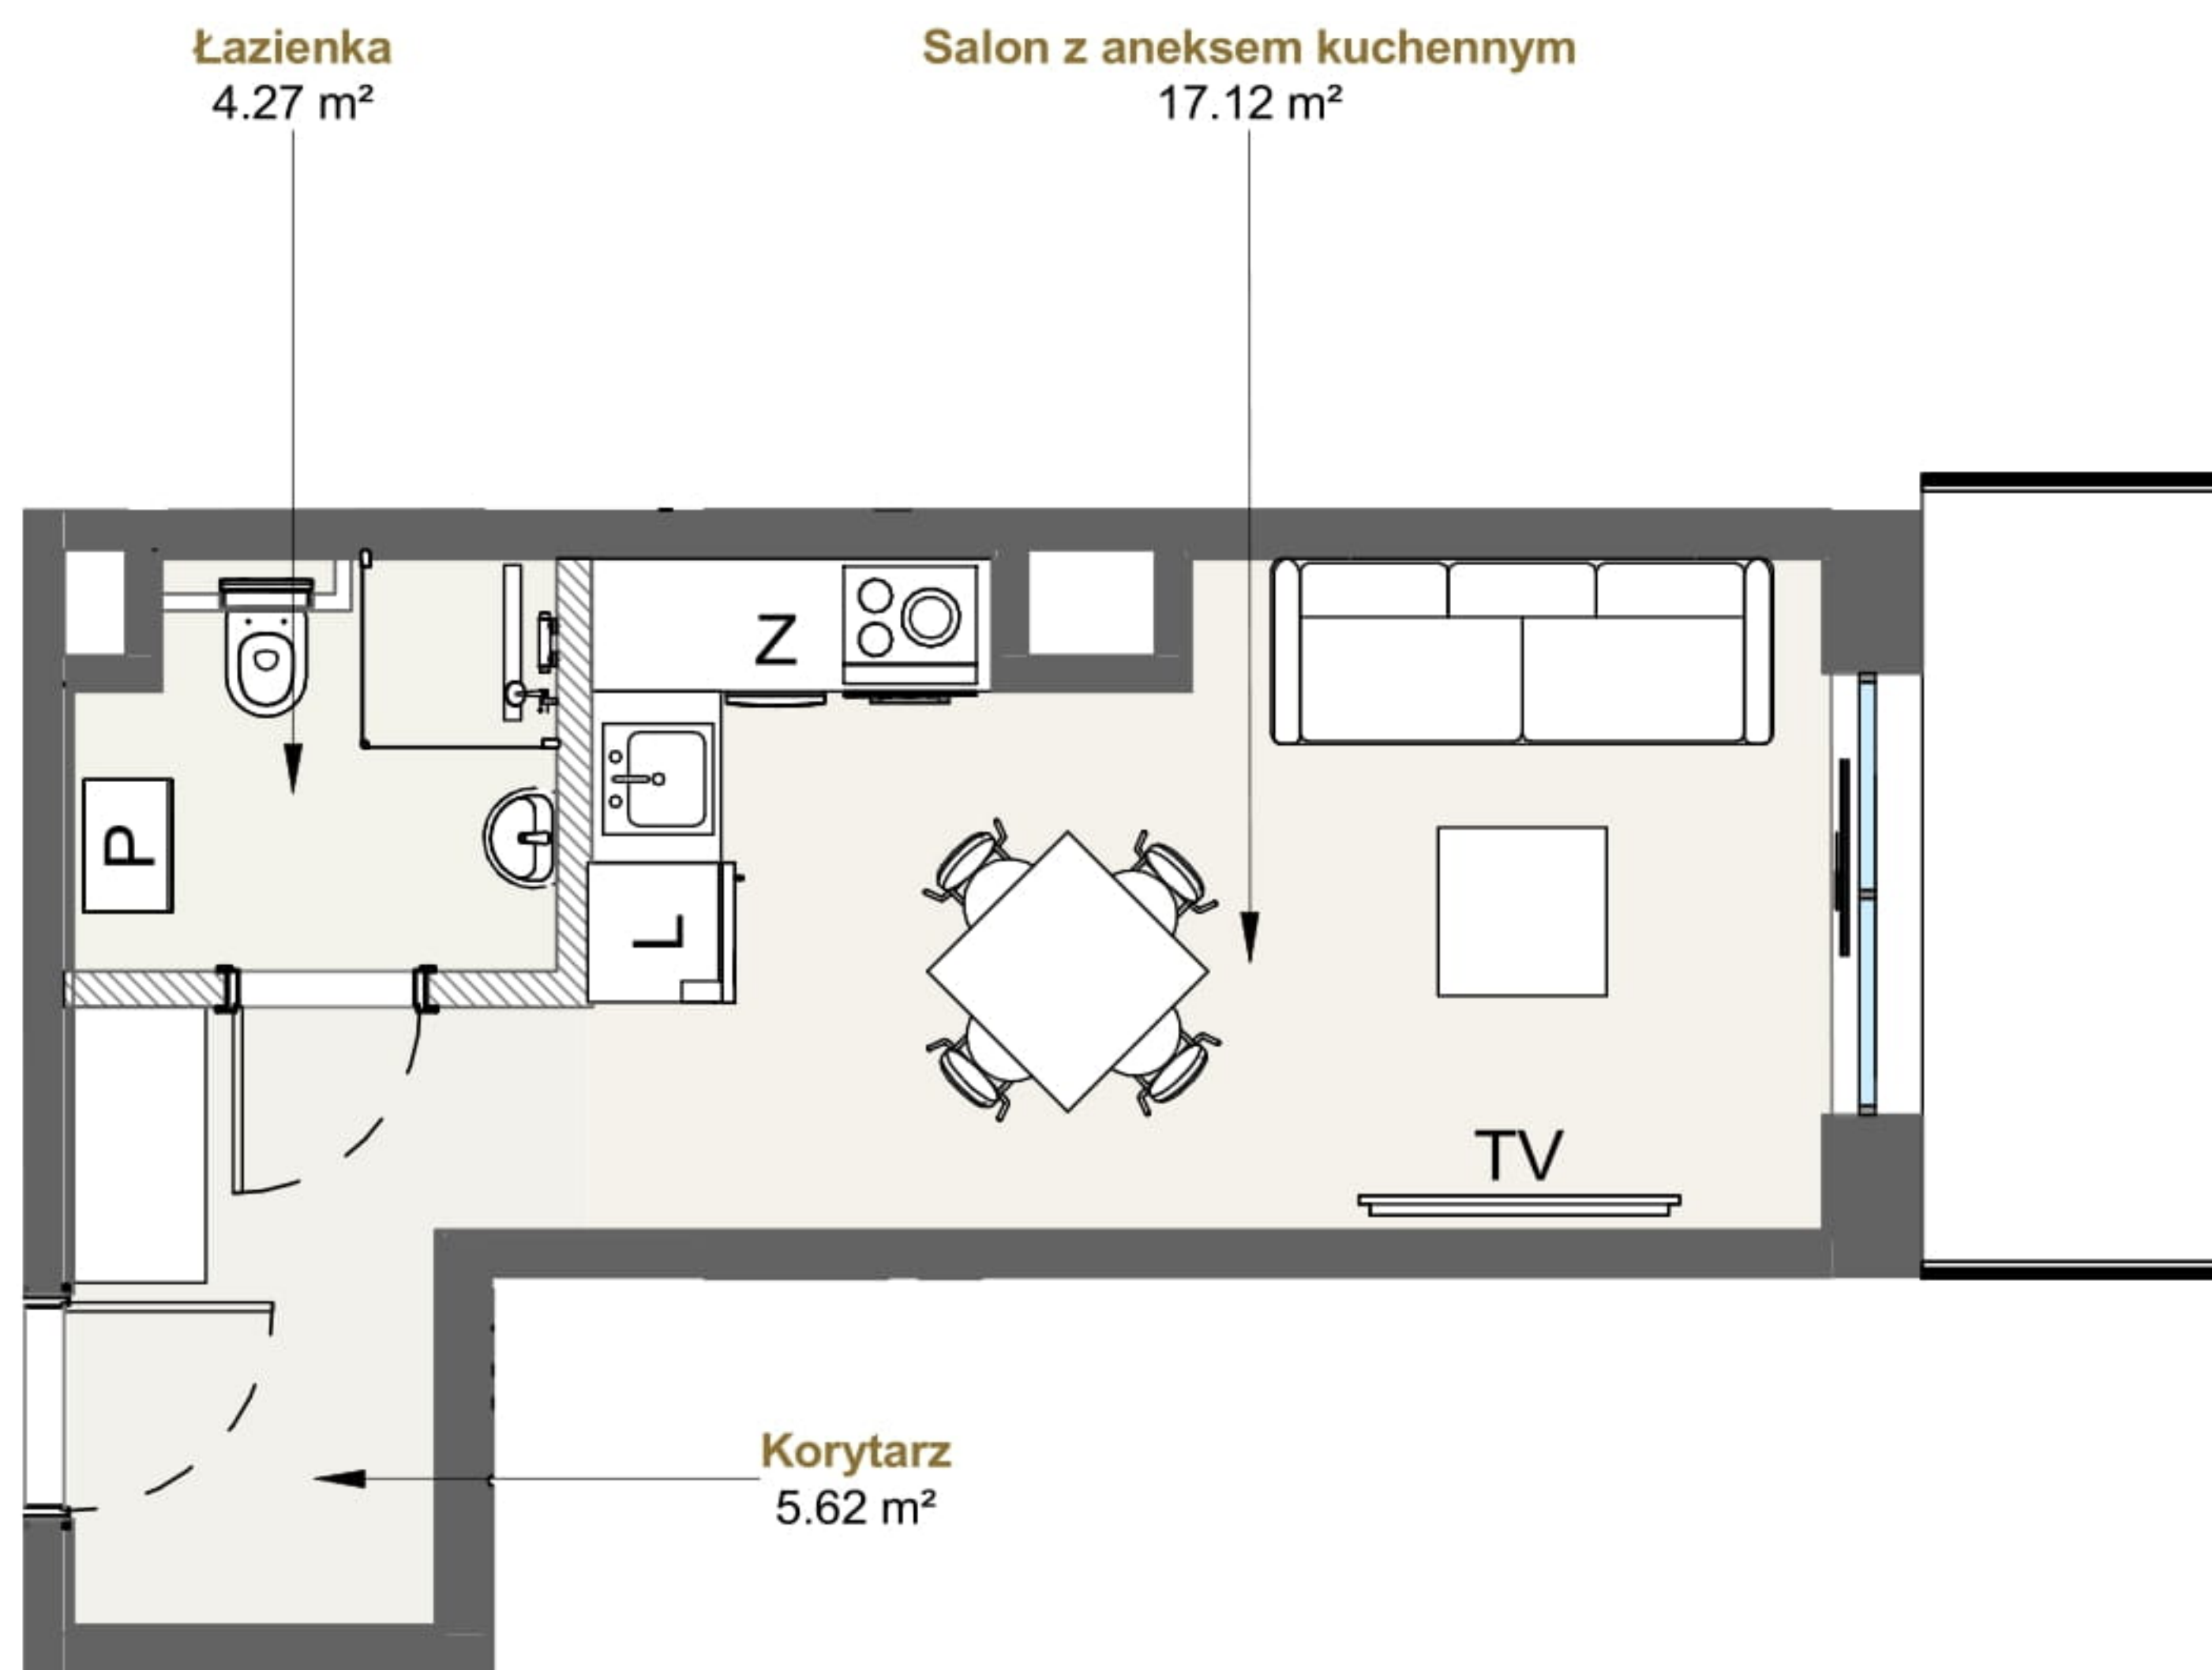 Łazienka
4.27 m²
Salon z aneksem kuchennym
17.12 m²
Z
P
L
TV
Korytarz
5.62 m²